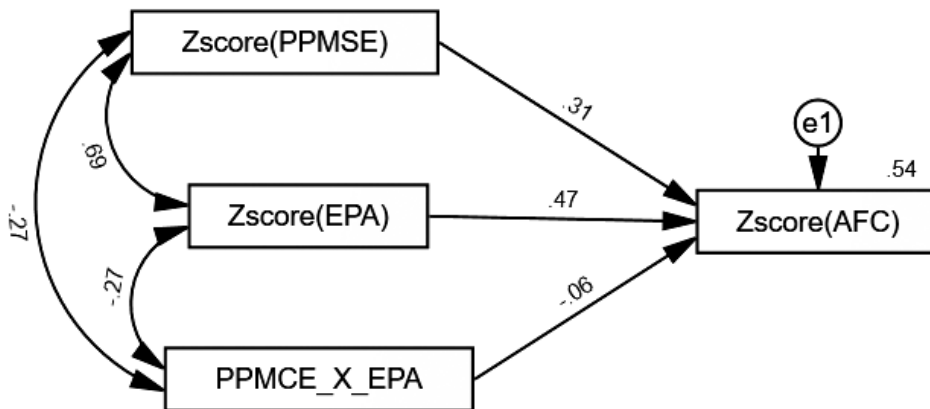 Zscore(PPMSE)
.31
e1
.69
.54
Zscore(EPA)
.47
Zscore(AFC)
-.27
-.27
-.06
PPMCE_X_EPA